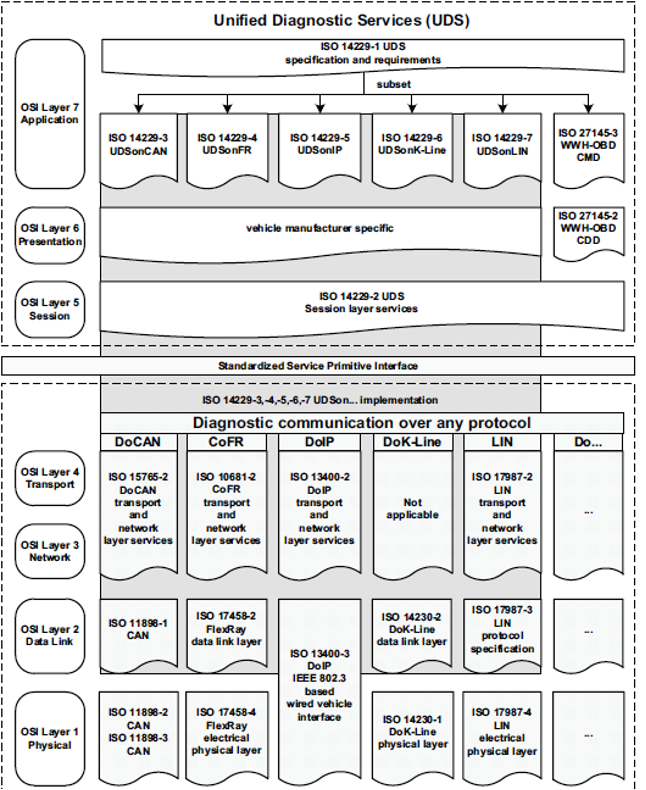 Unified Diagnostic Services (UDS)
OSI Layer 7
Application
ISO 14229-1 UDS
specification and requirements
subset
ISO 14229-3
UDSonCAN
ISO 14229-4
UDSonFR
ISO 14229-5
UDSonIP
ISO 14229-6
UDSonK-Line
ISO 14229-7
UDSonLIN
ISO 27145-3
WWH-OBD
CMD
OSI Layer 6
Presentation
vehicle manufacturer specific
ISO 27145-2
WWH-OBD
CDD
OSI Layer 5
Session
ISO 14229-2 UDS
Session layer services
Standardized Service Primitive Interface
ISO 14229-3,-4,-5,-6,-7 UDSon... implementation
Diagnostic communication over any protocol
DoCAN
CoFR
DoIP
DoK-Line
LIN
Do...
OSI Layer 4
Transport
OSI Layer 3
Network
ISO 15765-2
DoCAN
transport
and
network
layer services
ISO 10681-2
CoFR
transport
and
network
layer services
ISO 13400-2
DoIP
transport
and
network
layer services
Not
applicable
ISO 17987-2
LIN
transport
and
network
layer services
...
OSI Layer 2
Data Link
ISO 11898-1
CAN
ISO 17458-2
FlexRay
data link layer
ISO 13400-3
DoIP
IEEE 802.3
based
wired vehicle
interface
ISO 14230-2
DoK-Line
data link layer
ISO 17987-3
LIN
protocol
specification
...
OSI Layer 1
Physical
ISO 11898-2
CAN
ISO 11898-3
CAN
ISO 17458-4
FlexRay
electrical
physical layer
ISO 14230-1
DoK-Line
physical layer
ISO 17987-4
LIN
electrical
physical layer
...